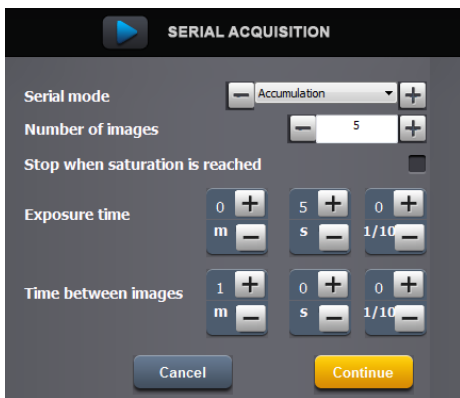 SERIAL ACQUISITION
Serial mode Accumulation
Number of images 5
Stop when saturation is reached
Exposure time 0 m 5 s 0 1/10
Time between images 1 m 0 s 0 1/10
Cancel Continue